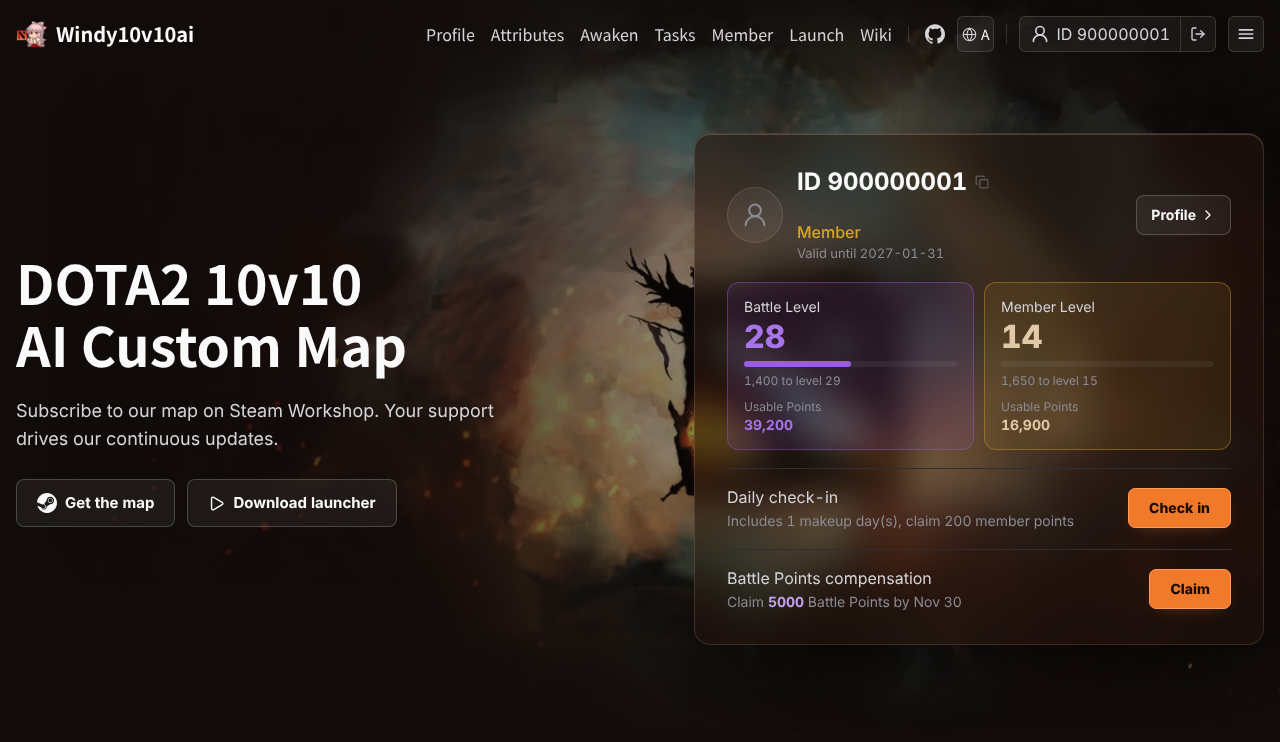 Windy10v10ai
Profile Attributes Awaken Tasks Member Launch Wiki A ID 900000001
DOTA2 10v10
AI Custom Map
Subscribe to our map on Steam Workshop. Your support
drives our continuous updates.
Get the map Download launcher
ID 900000001
Member
Valid until 2027-01-31
Profile
Battle Level
28
1,400 to level 29
Usable Points
39,200
Member Level
14
1,650 to level 15
Usable Points
16,900
Daily check-in
Includes 1 makeup day(s), claim 200 member points
Check in
Battle Points compensation
Claim 5000 Battle Points by Nov 30
Claim